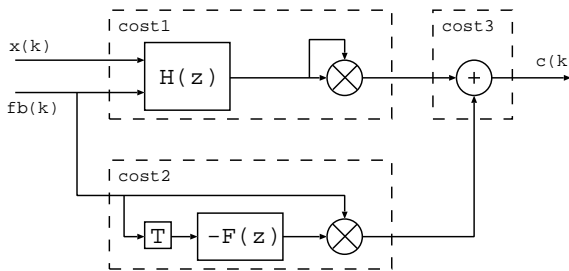 cost1
cost3
x(k)
H(z)
+
c(k
fb(k)
cost2
T
-F(z)